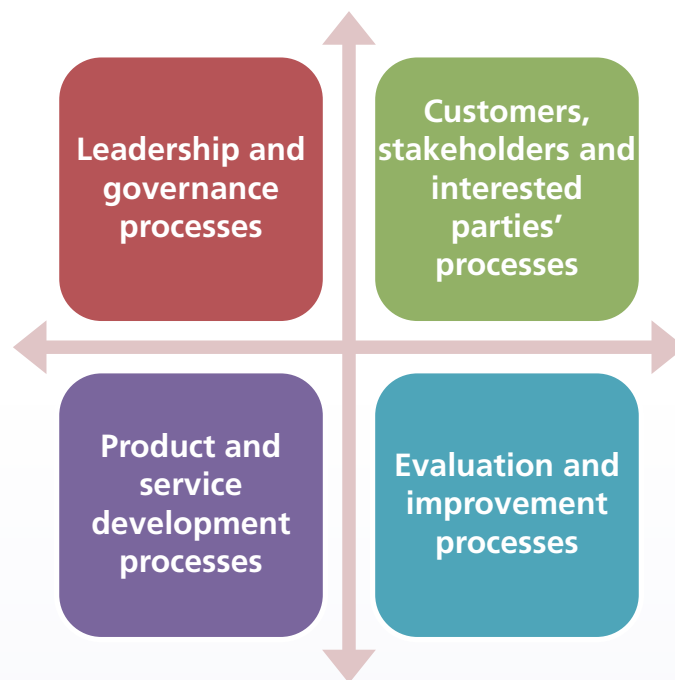 Leadership and
governance
processes
Customers,
stakeholders and
interested
parties’
processes
Product and
service
development
processes
Evaluation and
improvement
processes